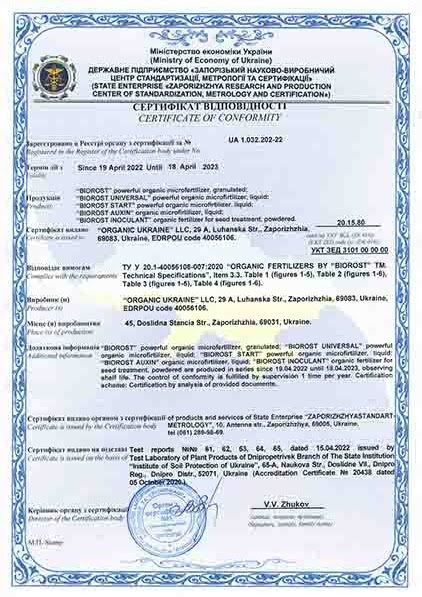 Міністерство економіки України
(Ministry of Economy of Ukraine)
ДЕРЖАВНЕ ПІДПРИЄМСТВО «ЗАПОРІЗЬКИЙ НАУКОВО-ВИРОБНИЧИЙ
ЦЕНТР СТАНДАРТИЗАЦІЇ, МЕТРОЛОГІЇ ТА СЕРТИФІКАЦІЇ»
(STATE ENTERPRISE «ZAPORIZHZHYA RESEARCH AND PRODUCTION
CENTER OF STANDARDIZATION, METROLOGY AND CERTIFICATION»)
СЕРТИФІКАТ ВІДПОВІДНОСТІ
CERTIFICATE OF CONFORMITY
Зареєстровано в Реєстрі органу з сертифікації за № UA 1.032.202-22
Registered in the Register of the Certification body under No.
Термін дії з Since 19 April 2022 Until 18 April 2023
Validity
"BIOROST" powerful organic microfertilizer, granulated;
Продукція "BIOROST UNIVERSAL" powerful organic microfertilizer, liquid;
Produces "BIOROST START" powerful organic microfertilizer, liquid;
"BIOROST AUXIN" organic microfertilizer, liquid;
"BIOROST INOCULANT" organic fertilizer for seed treatment, powdered. 20.15.80
Сертифікат видано "ORGANIC UKRAINE" LLC, 29 A, Luhanska Str., Zaporizhzhia,
Certificate is issued to 69083, Ukraine, EDRPOU code 40056106.
УКТ ЗЕД 3101 00 00 00
Відповідає вимогам ТУ У 20.1-40056106-007:2020 "ORGANIC FERTILIZERS BY "BIOROST" TM.
Complies with the requirements Technical Specifications", Item 3.3, Table 1 (figures 1-5), Table 2 (figures 1-6),
Table 3 (figures 1-5), Table 4 (figures 1-6).
Виробник(и) "ORGANIC UKRAINE" LLC, 29 A, Luhanska Str., Zaporizhzhia, 69083, Ukraine,
Producer (s) EDRPOU code 40056106.
Місце (я) виробництва 45, Doslidna Stancia Str., Zaporizhzhia, 69031, Ukraine.
Place (s) of production
Додаткова інформація "BIOROST" powerful organic microfertilizer, granulated; "BIOROST UNIVERSAL" powerful
Additional information organic microfertilizer, liquid; "BIOROST START" powerful organic microfertilizer, liquid;
"BIOROST AUXIN" organic microfertilizer, liquid; "BIOROST INOCULANT" organic fertilizer for
seed treatment, powdered are produced in series since 19.04.2022 until 18.04.2023, observing
shelf life. The control of conformity is fulfilled by supervision 1 time per year. Certification
scheme: Certification by analysis of provided documents.
Сертифікат видано органом з сертифікації of products and services of State Enterprise "ZAPORIZHZHYASTANDART
Certificate is issued by the Certification body METROLOGY", 10, Antenna str., Zaporizhzhya, 69006, Ukraine,
tel (061) 289-98-69
Сертифікат видано на підставі Test reports №№ 61, 62, 63, 64, 65, dated 15.04.2022 issued by
Certificate is issued on the basis of Test Laboratory of Plant Products of Dnipropetrivsk Branch of The State Institution
"Institute of Soil Protection of Ukraine", 65-A, Naukova Str., Doslidne Vil., Dnipro
Reg., Dnipro Distr., 52071, Ukraine (Accreditation Certificate № 20438 dated
05 October 2020.)
Керівник органу з сертифікації V.V. Zhukov
Director of the Certification body
М.П./Stamp